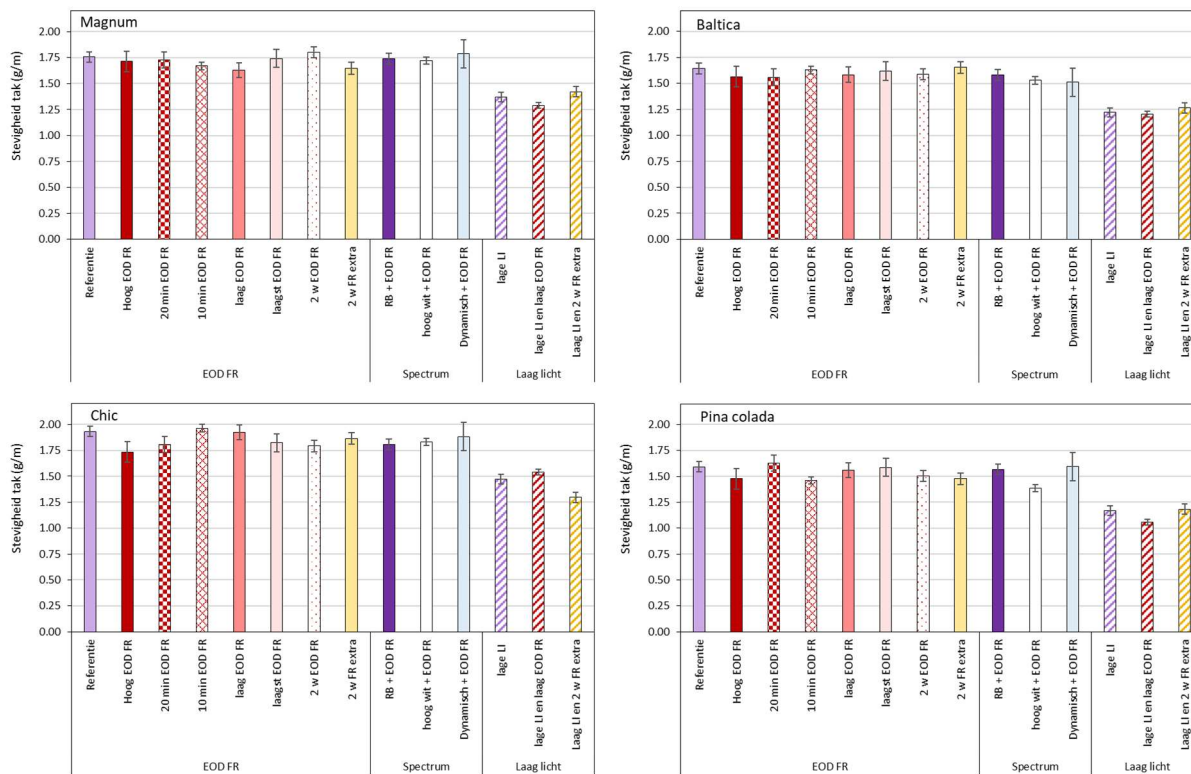 Magnum
Stevigheid tak (g/m)
2.00
1.75
1.50
1.25
1.00
0.75
0.50
0.25
0.00
Referentie
Hoog EOD FR
20 min EOD FR
10 min EOD FR
laag EOD FR
laagst EOD FR
2 w EOD FR
2 w FR extra
RB + EOD FR
hoog wit + EOD FR
Dynamisch + EOD FR
lage LI
lage LI en laag EOD FR
Laag LI en 2 w FR extra
EOD FR
Spectrum
Laag licht
Baltica
Stevigheid tak (g/m)
2.00
1.75
1.50
1.25
1.00
0.75
0.50
0.25
0.00
Referentie
Hoog EOD FR
20 min EOD FR
10 min EOD FR
laag EOD FR
laagst EOD FR
2 w EOD FR
2 w FR extra
RB + EOD FR
hoog wit + EOD FR
Dynamisch + EOD FR
lage LI
lage LI en laag EOD FR
Laag LI en 2 w FR extra
EOD FR
Spectrum
Laag licht
Chic
Stevigheid tak (g/m)
2.00
1.75
1.50
1.25
1.00
0.75
0.50
0.25
0.00
Referentie
Hoog EOD FR
20 min EOD FR
10 min EOD FR
laag EOD FR
laagst EOD FR
2 w EOD FR
2 w FR extra
RB + EOD FR
hoog wit + EOD FR
Dynamisch + EOD FR
lage LI
lage LI en laag EOD FR
Laag LI en 2 w FR extra
EOD FR
Spectrum
Laag licht
Pina colada
Stevigheid tak (g/m)
2.00
1.75
1.50
1.25
1.00
0.75
0.50
0.25
0.00
Referentie
Hoog EOD FR
20 min EOD FR
10 min EOD FR
laag EOD FR
laagst EOD FR
2 w EOD FR
2 w FR extra
RB + EOD FR
hoog wit + EOD FR
Dynamisch + EOD FR
lage LI
lage LI en laag EOD FR
Laag LI en 2 w FR extra
EOD FR
Spectrum
Laag licht